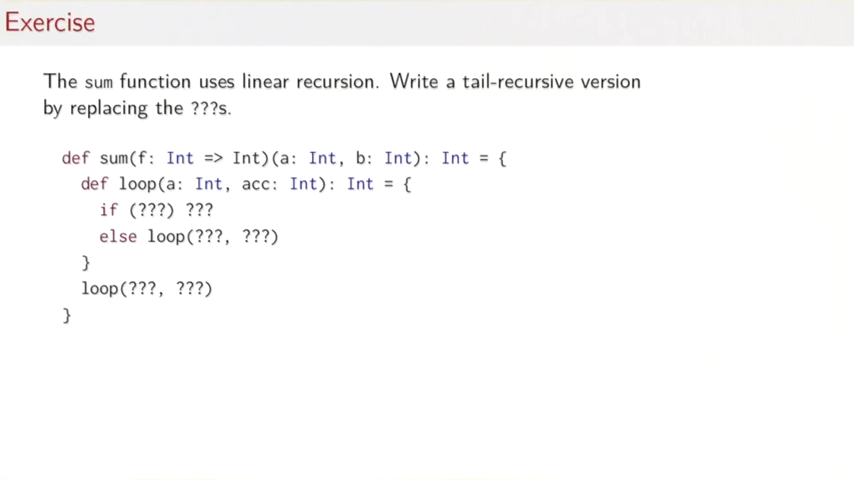 Exercise
The sum function uses linear recursion. Write a tail-recursive version
by replacing the ???s.
def sum(f: Int => Int)(a: Int, b: Int): Int = {
def loop(a: Int, acc: Int): Int = {
if (???) ???
else loop(???, ???)
}
loop(???, ???)
}